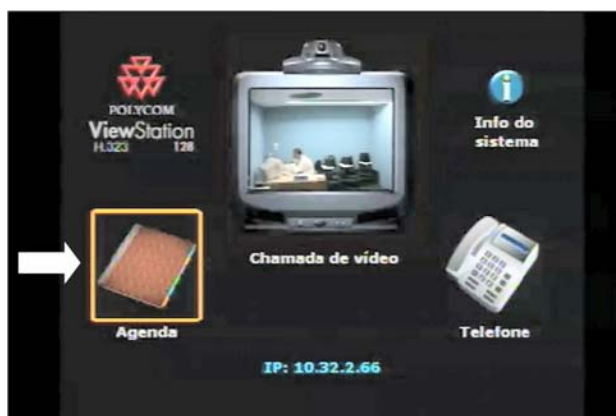 POLYCOM
ViewStation
H.323 128
Info do
sistema
Chamada de vídeo
Agenda
Telefone
IP: 10.32.2.66